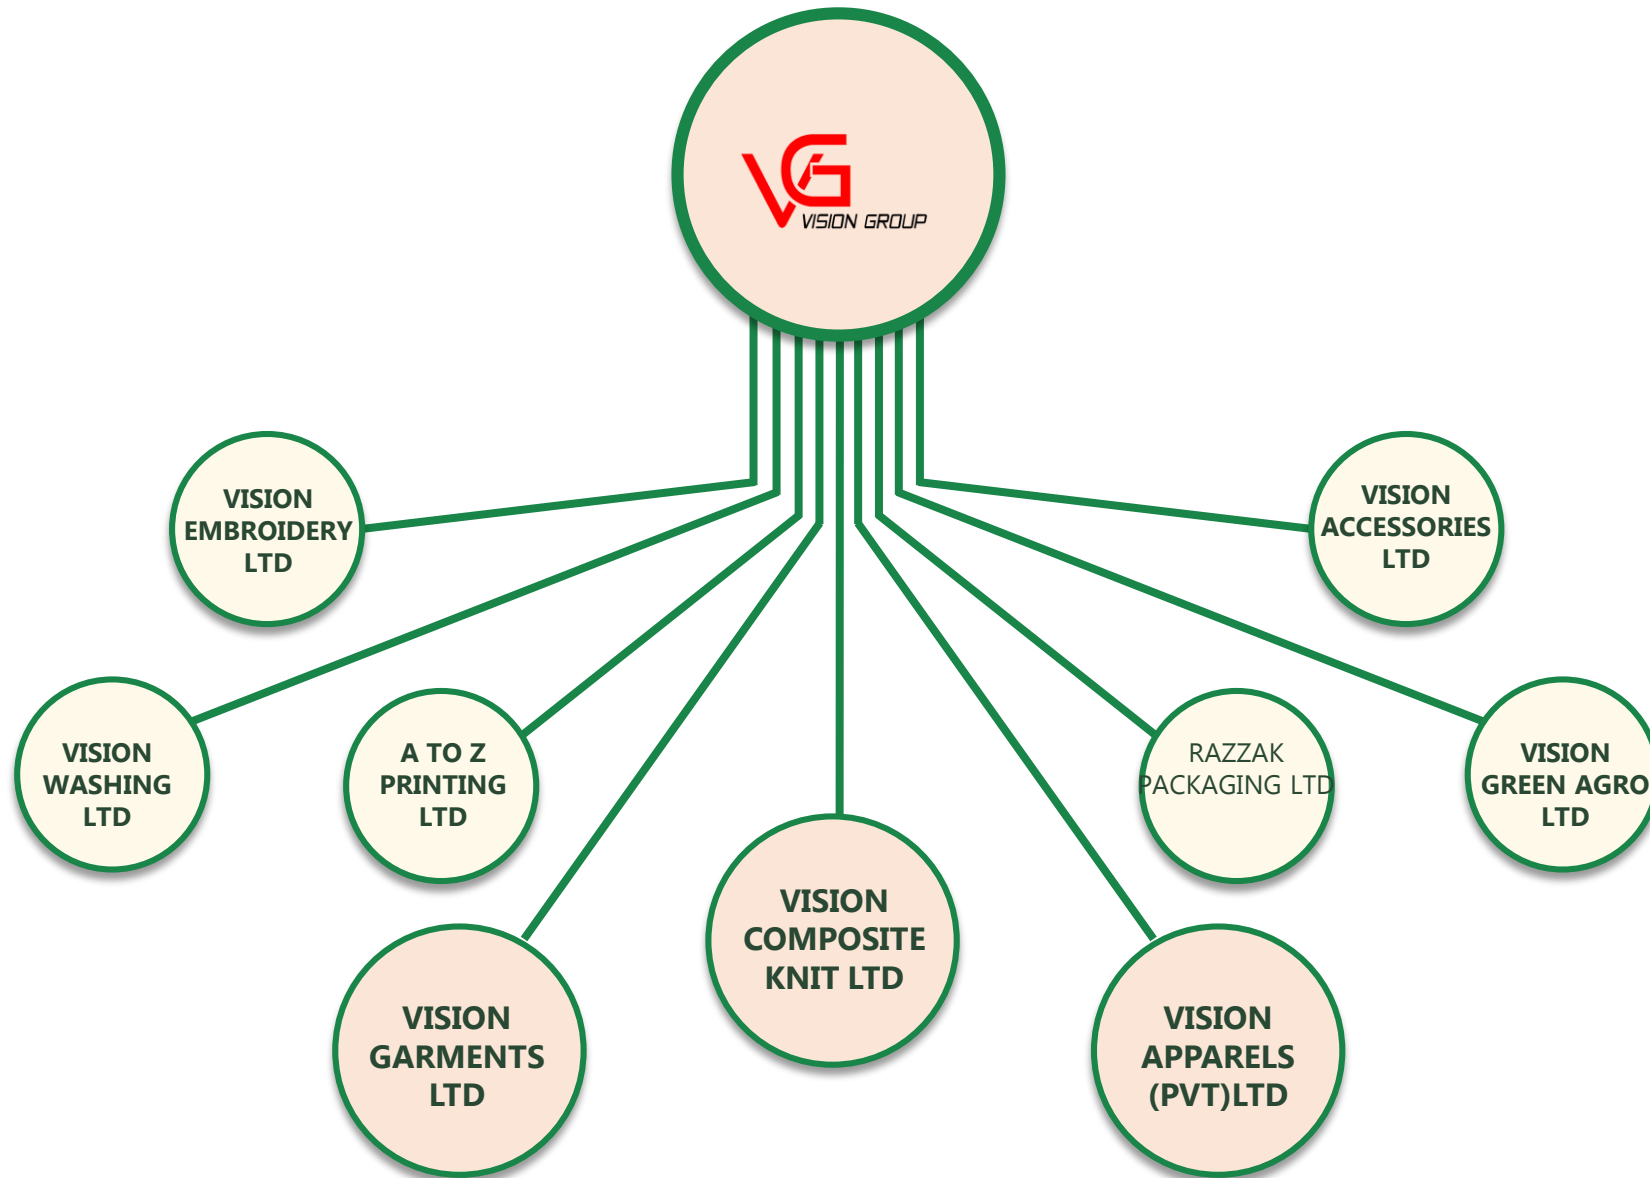 VG
VISION GROUP
VISION
EMBROIDERY
LTD
VISION
ACCESSORIES
LTD
VISION
WASHING
LTD
A TO Z
PRINTING
LTD
RAZZAK
PACKAGING LTD
VISION
GREEN AGRO
LTD
VISION
COMPOSITE
KNIT LTD
VISION
GARMENTS
LTD
VISION
APPARELS
(PVT)LTD